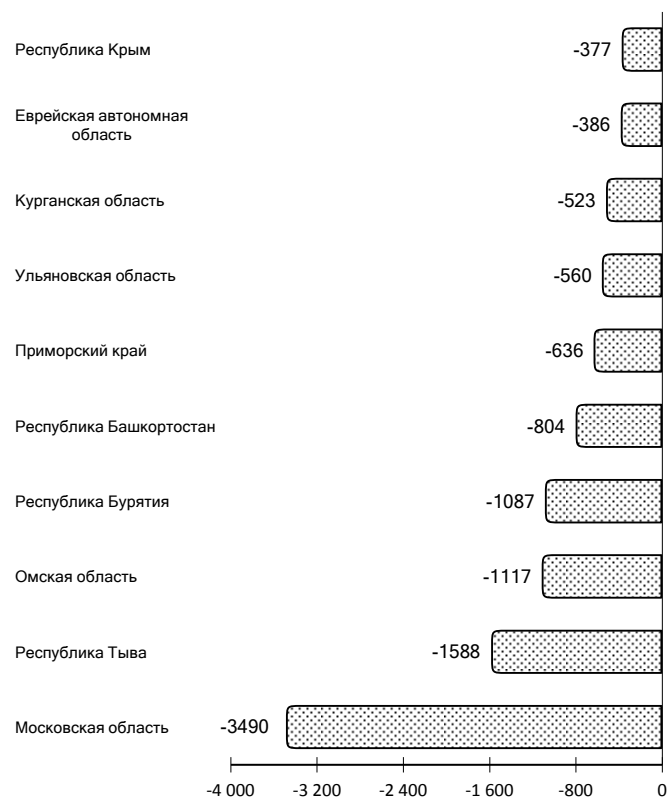 Республика Крым -377
Еврейская автономная
область -386
Курганская область -523
Ульяновская область -560
Приморский край -636
Республика Башкортостан -804
Республика Бурятия -1087
Омская область -1117
Республика Тыва -1588
Московская область -3490
-4 000 -3 200 -2 400 -1 600 -800 0